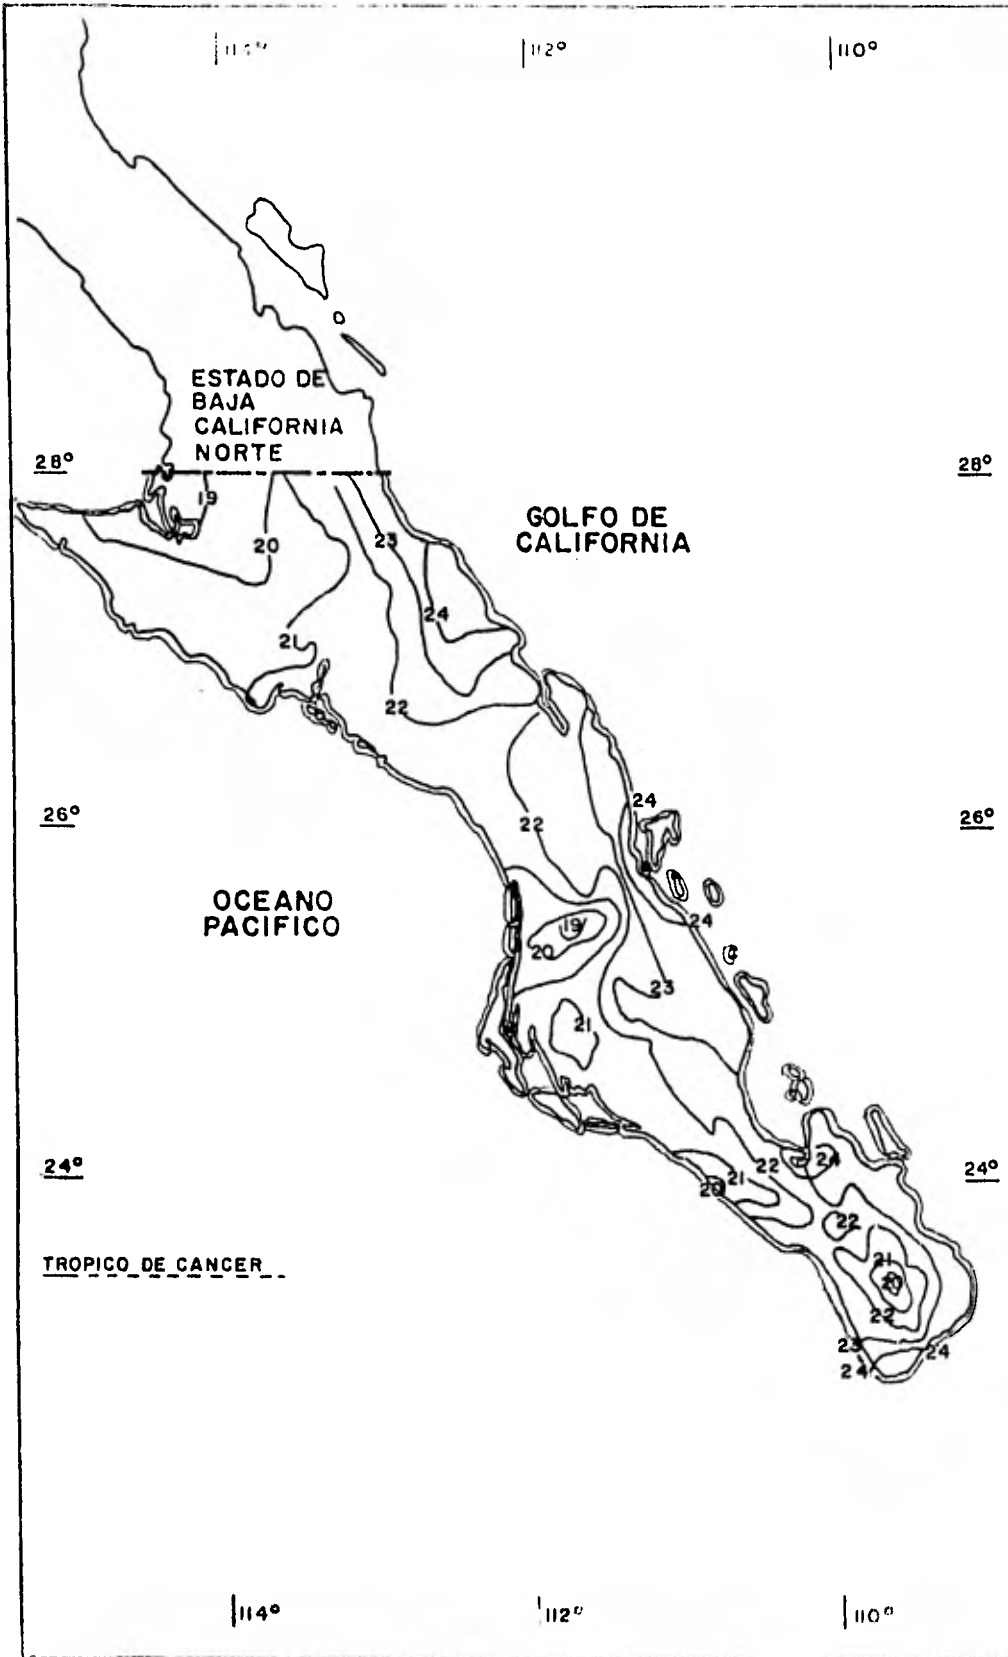 114° 112° 110°
ESTADO DE
BAJA
CALIFORNIA
NORTE
28° 28°
19
GOLFO DE
CALIFORNIA
20 23
24
21
22
24
26° 26°
22
OCEANO
PACIFICO
19
24
20
23
21
24° 24°
21 22 24
20
22
TROPICO DE CANCER
21
20
22
23
24 24
114° 112° 110°